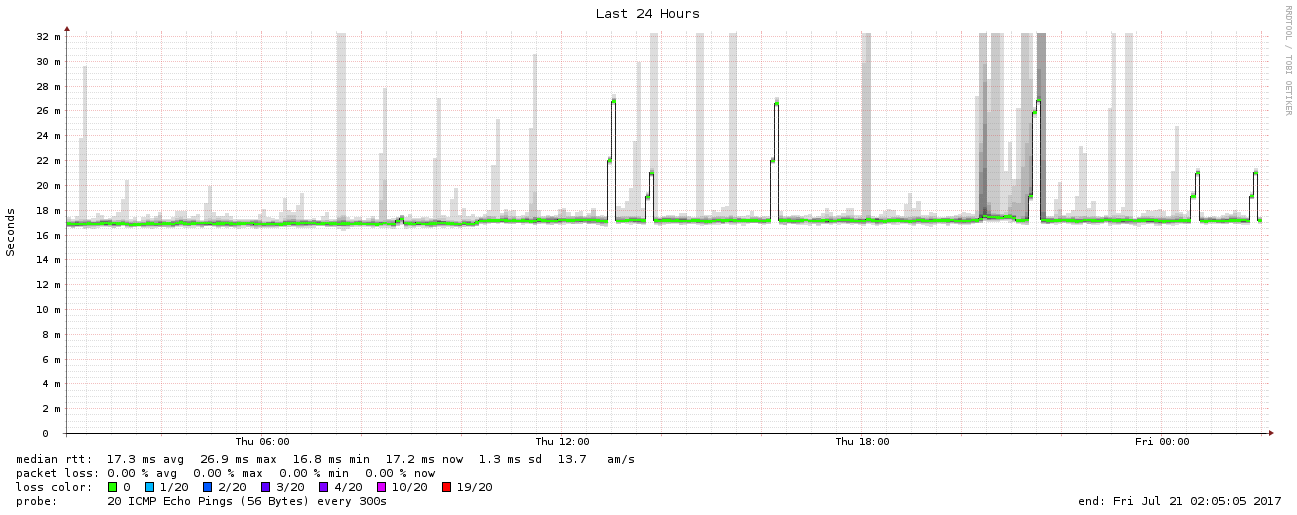 Last 24 Hours
RRDTOOL / TOBI OETIKER
Seconds
32 m
30 m
28 m
26 m
24 m
22 m
20 m
18 m
16 m
14 m
12 m
10 m
8 m
6 m
4 m
2 m
0
Thu 06:00 Thu 12:00 Thu 18:00 Fri 00:00
median rtt: 17.3 ms avg 26.9 ms max 16.8 ms min 17.2 ms now 1.3 ms sd 13.7 am/s
packet loss: 0.00 % avg 0.00 % max 0.00 % min 0.00 % now
loss color: 0 1/20 2/20 3/20 4/20 10/20 19/20
probe: 20 ICMP Echo Pings (56 Bytes) every 300s end: Fri Jul 21 02:05:05 2017